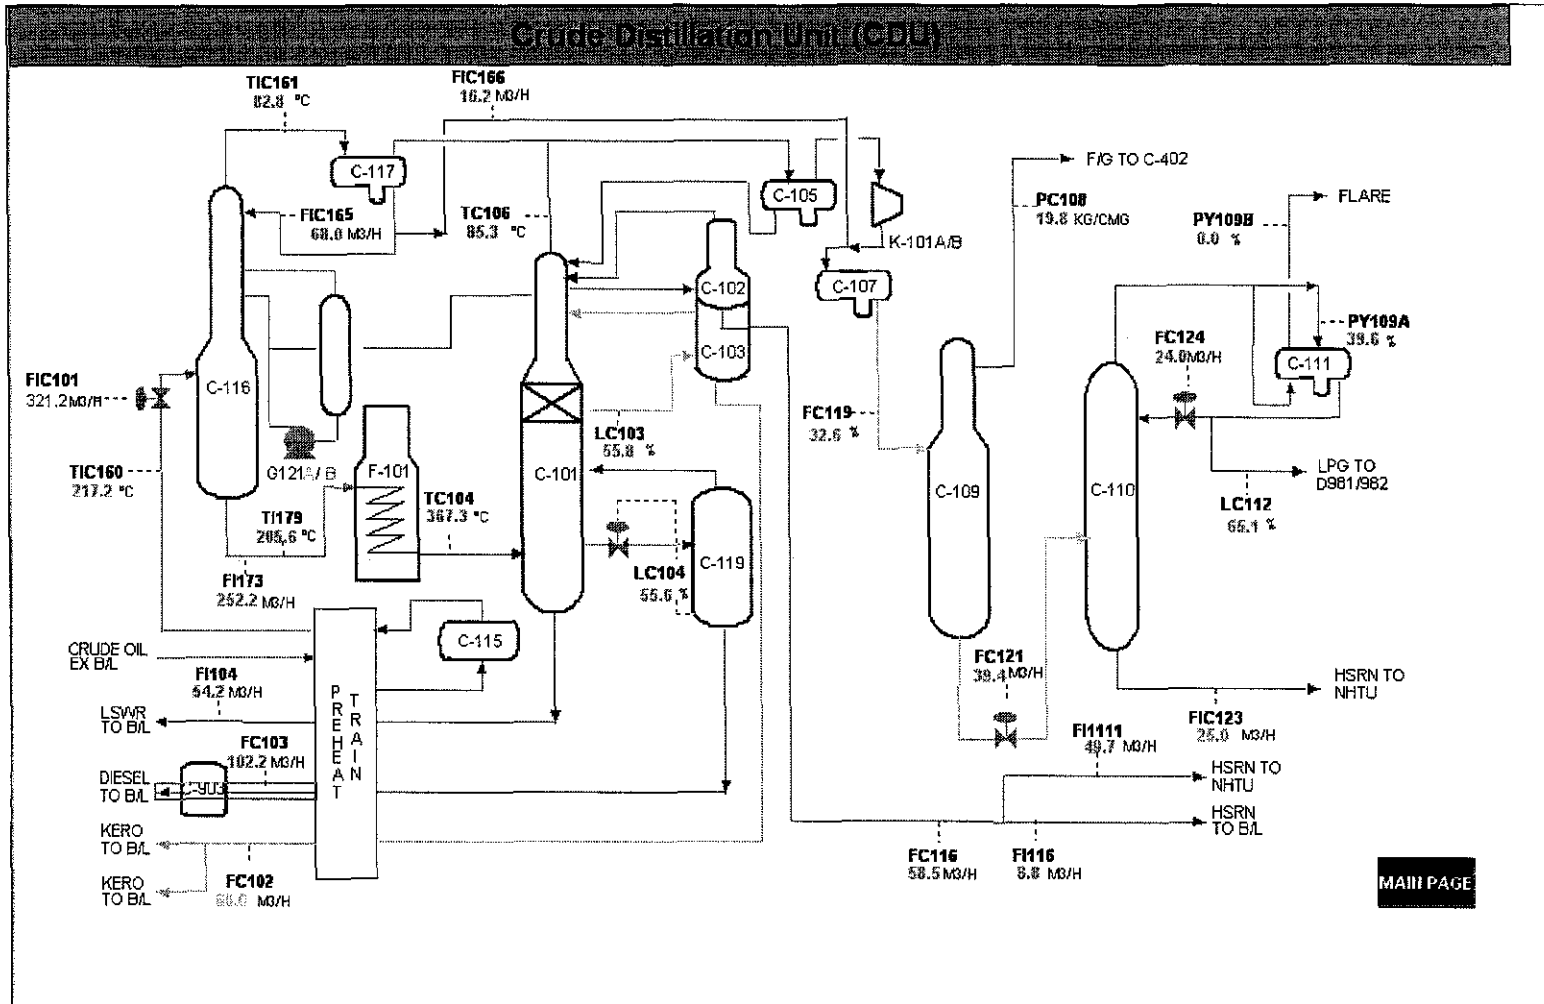 Crude Distillation Unit (CDU)
TIC161
82.8 °C
FIC166
16.2 M3/H
C-117
FIC165
68.0 M3/H
TC106
85.3 °C
C-105
K-101A/B
C-107
F/G TO C-402
PC108
19.8 KG/CMG
FLARE
PY109B
0.0 %
PY109A
39.6 %
C-111
FC124
24.0M3/H
C-102
C-103
C-116
FIC101
321.2M3/H
G121A/ B
F-101
C-101
LC103
55.8 %
FC119
32.6 %
C-109
C-110
LPG TO
D981/982
LC112
65.1 %
TIC160
217.2 °C
TI179
205.6 °C
TC104
367.3 °C
LC104
55.6 %
C-119
FI173
252.2 M3/H
C-115
CRUDE OIL
EX B/L
FI104
54.2 M3/H
LSWR
TO B/L
PREHEAT
TRAIN
FC103
102.2 M3/H
DIESEL
TO B/L
C-903
KERO
TO B/L
KERO
TO B/L
FC102
M3/H
FC121
39.4 M3/H
HSRN TO
NHTU
FIC123
25.0 M3/H
FI1111
49.7 M3/H
HSRN TO
NHTU
HSRN
TO B/L
FC116
58.5 M3/H
FI116
8.8 M3/H
MAIN PAGE